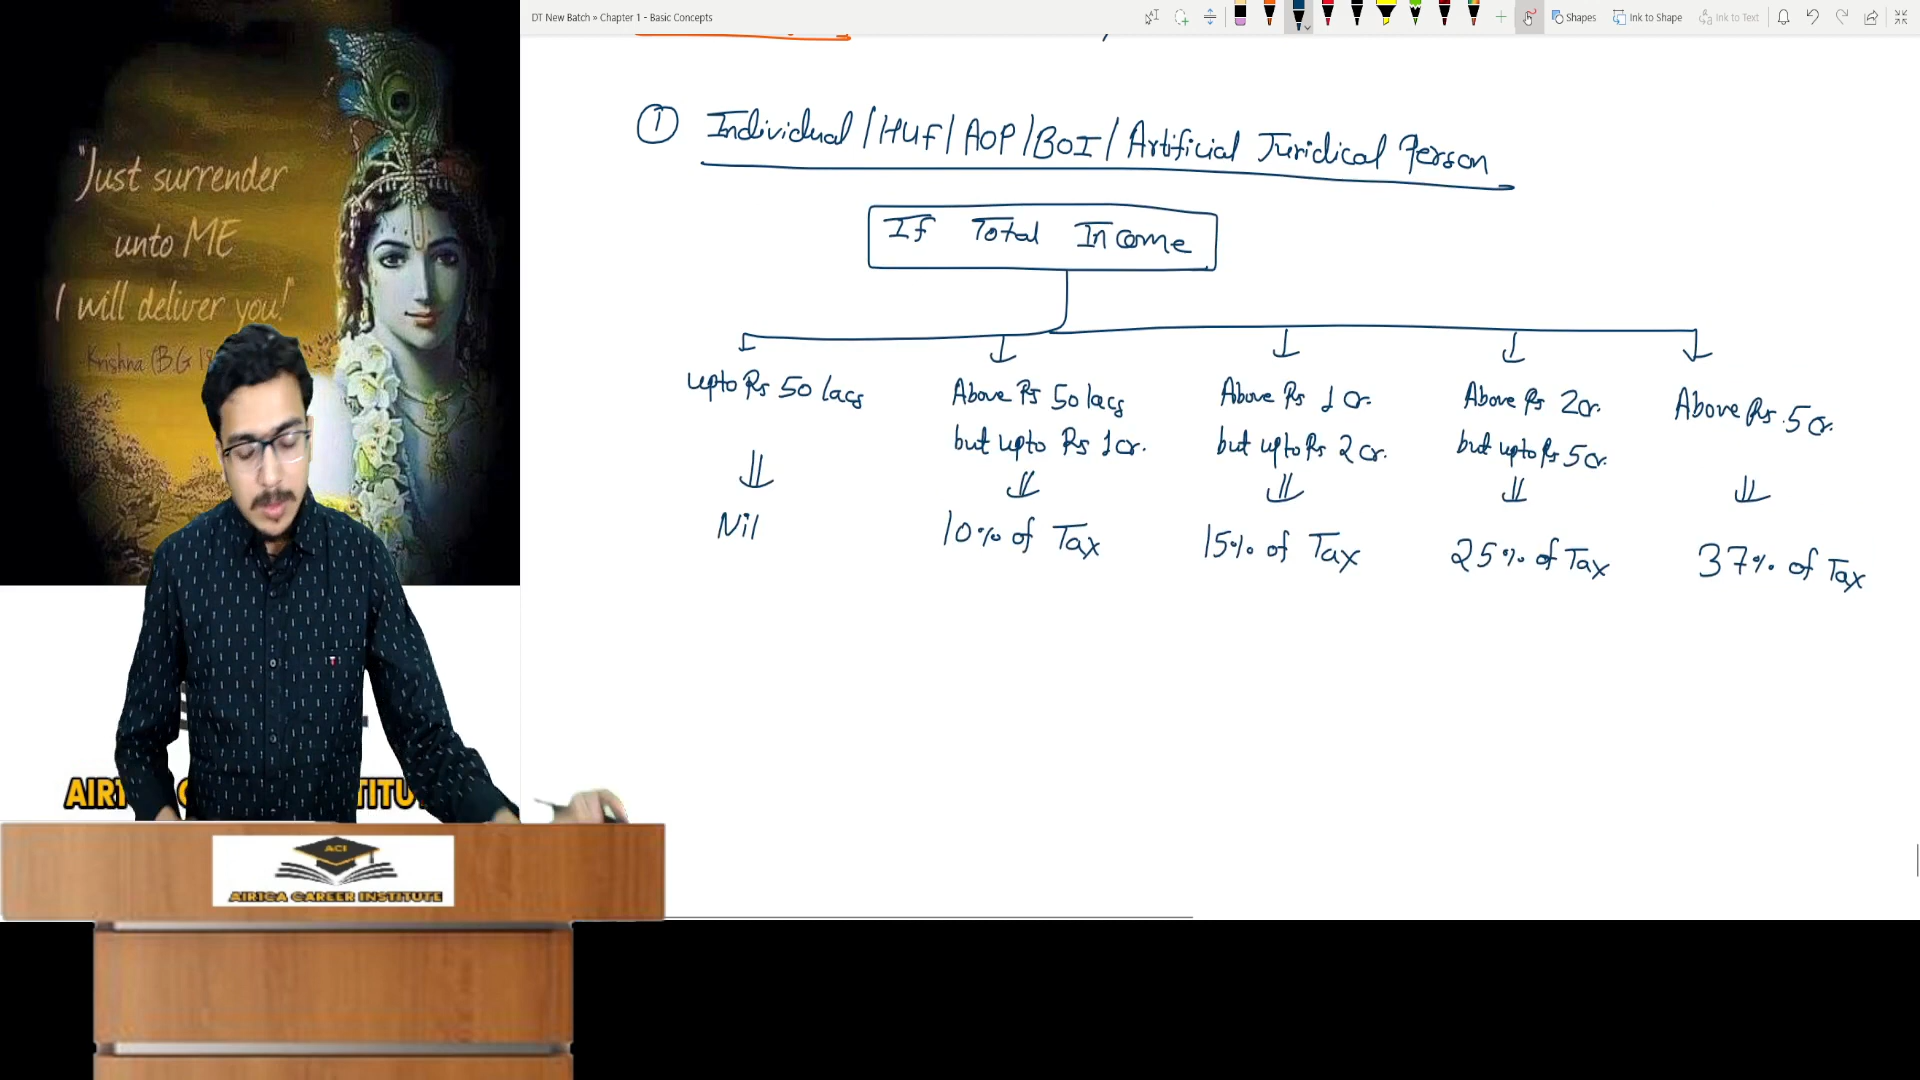 DT New Batch » Chapter 1 - Basic Concepts
Shapes
Ink to Shape
Ink to Text
"Just surrender
unto ME
I will deliver you!"
Krishna (B.G 18
① Individual / HUF / AOP / BOI / Artificial Juridical Person
If Total Income
upto Rs 50 lacs
Nil
Above Rs 50 lacs
but upto Rs 1 cr.
10% of Tax
Above Rs 1 cr.
but upto Rs 2 cr.
15% of Tax
Above Rs 2 cr.
but upto Rs 5 cr.
25% of Tax
Above Rs. 5 cr.
37% of Tax
ACI
AIRTCA CAREER INSTITUTE